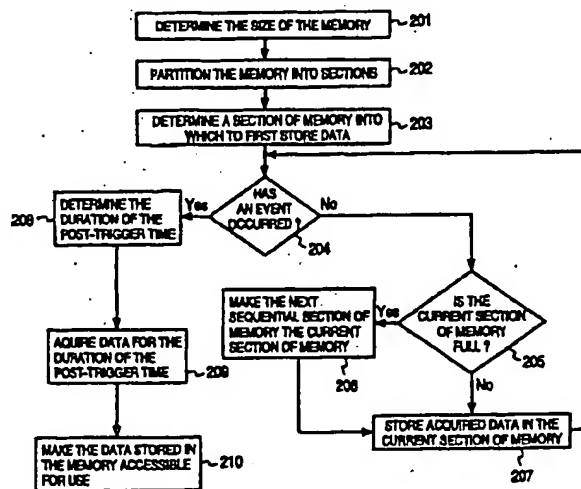 DETERMINE THE SIZE OF THE MEMORY
201
PARTITION THE MEMORY INTO SECTIONS
202
DETERMINE A SECTION OF MEMORY INTO
WHICH TO FIRST STORE DATA
203
HAS
AN EVENT
OCCURRED ?
204
Yes
No
DETERMINE THE
DURATION OF THE
POST-TRIGGER TIME
208
AQUIRE DATA FOR THE
DURATION OF THE
POST-TRIGGER TIME
209
MAKE THE DATA STORED IN
THE MEMORY ACCESSIBLE
FOR USE
210
IS THE
CURRENT SECTION
OF MEMORY
FULL ?
205
Yes
No
MAKE THE NEXT
SEQUENTIAL SECTION OF
MEMORY THE CURRENT
SECTION OF MEMORY
206
STORE ACQUIRED DATA IN THE
CURRENT SECTION OF MEMORY
207